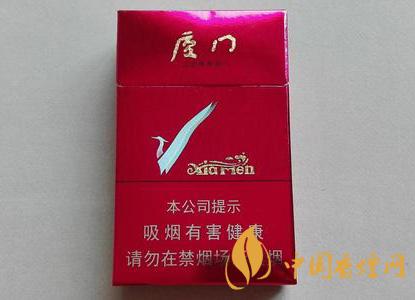 厦门
XiaMen
本公司提示
吸烟有害健康
请勿在禁烟场 烟
中国香烟网